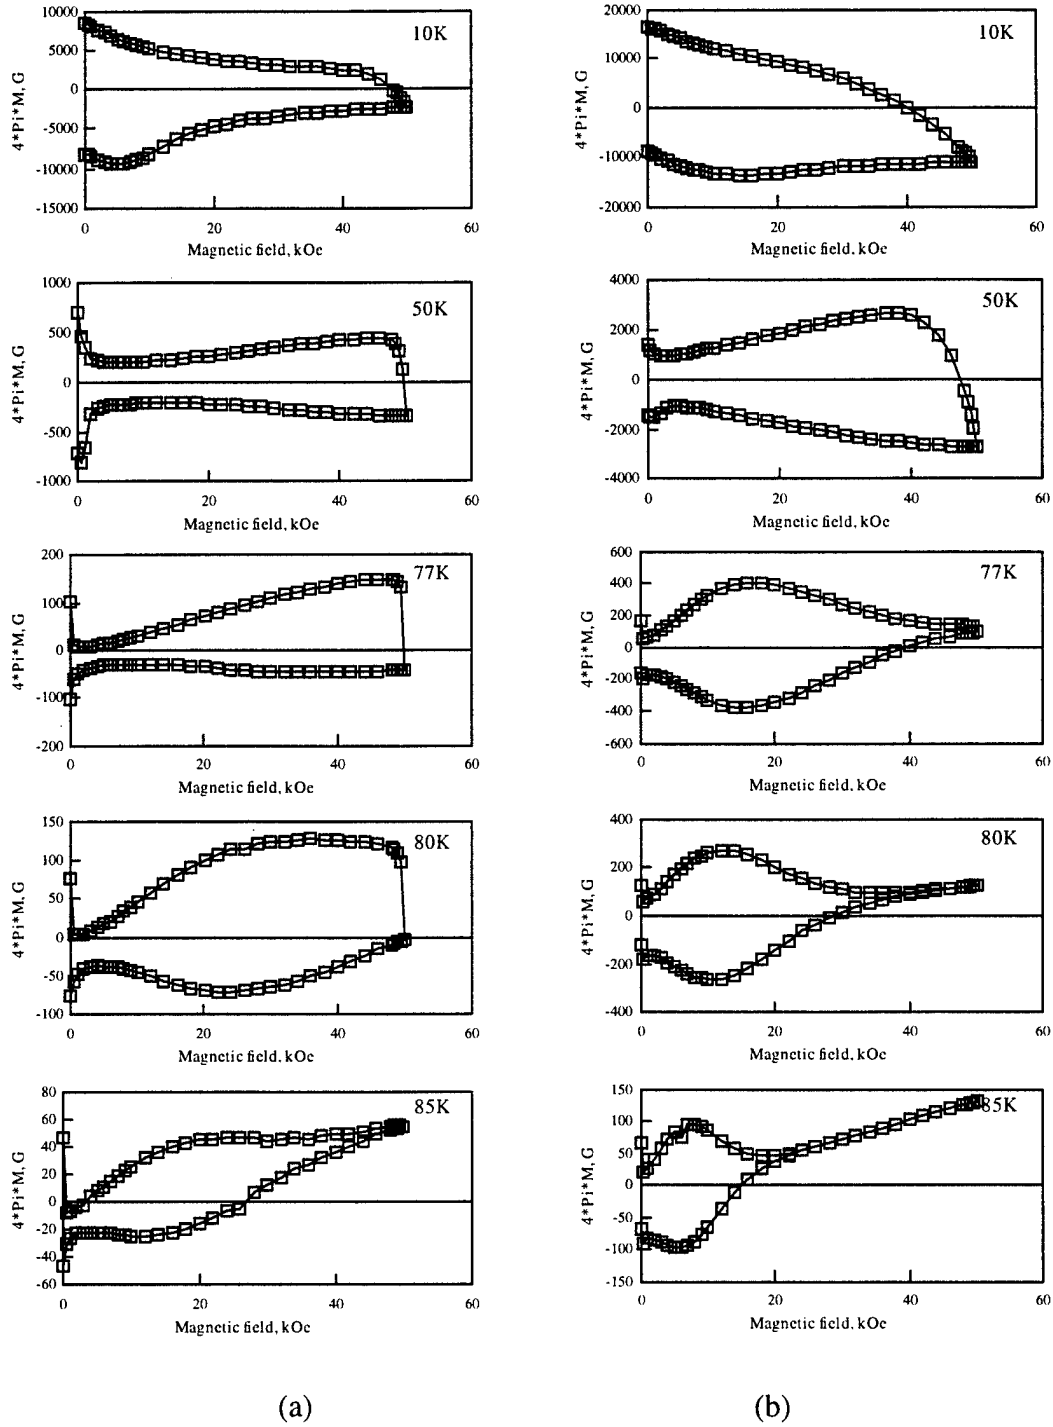 10000
5000
0
-5000
-10000
-15000
4*Pi*M, G
10K
0 20 40 60
Magnetic field, kOe
20000
10000
0
-10000
-20000
4*Pi*M, G
10K
0 20 40 60
Magnetic field, kOe
1000
500
0
-500
-1000
4*Pi*M, G
50K
0 20 40 60
Magnetic field, kOe
4000
2000
0
-2000
-4000
4*Pi*M, G
50K
0 20 40 60
Magnetic field, kOe
200
100
0
-100
-200
4*Pi*M, G
77K
0 20 40 60
Magnetic field, kOe
600
400
200
0
-200
-400
-600
4*Pi*M, G
77K
0 20 40 60
Magnetic field, kOe
150
100
50
0
-50
-100
4*Pi*M, G
80K
0 20 40 60
Magnetic field, kOe
400
200
0
-200
-400
4*Pi*M, G
80K
0 20 40 60
Magnetic field, kOe
80
60
40
20
0
-20
-40
-60
4*Pi*M, G
85K
0 20 40 60
Magnetic field, kOe
150
100
50
0
-50
-100
-150
4*Pi*M, G
85K
0 20 40 60
Magnetic field, kOe
(a)
(b)